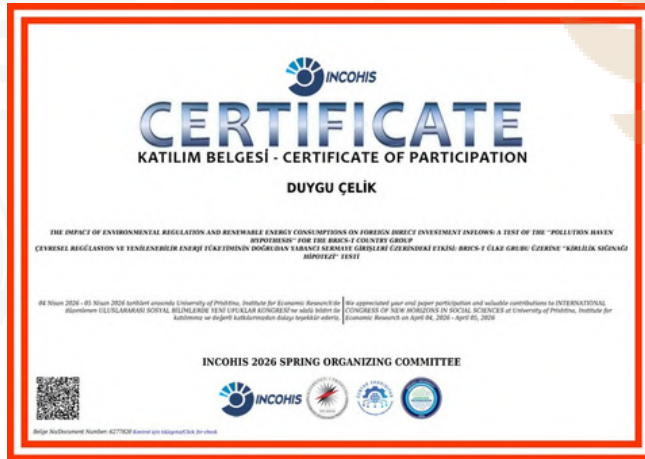 INCOHIS
CERTIFICATE
KATILIM BELGESİ - CERTIFICATE OF PARTICIPATION
DUYGU ÇELİK
THE IMPACT OF ENVIRONMENTAL REGULATION AND RENEWABLE ENERGY CONSUMPTIONS ON FOREIGN DIRECT INVESTMENT INFLOWS: A TEST OF THE "POLLUTION HAVEN
HYPOTHESIS" FOR THE BRICS-T COUNTRY GROUP
ÇEVRESEL REGÜLASYON VE YENİLENEBİLİR ENERJİ TÜKETİMİNİN DOĞRUDAN YABANCI SERMAYE GİRİŞLERİ ÜZERİNDEKİ ETKİSİ: BRICS-T ÜLKE GRUBU ÜZERİNE "KİRLİLİK SIĞINAĞI
HİPOTEZİ" TESTİ
04 Nisan 2026 - 05 Nisan 2026 tarihleri arasında University of Prishtina, Institute for Economic Research'de
düzenlenen ULUSLARARASI SOSYAL BİLİMLERDE YENİ UFUKLAR KONGRESİ'ne sözlü bildiri ile
katılımınız ve değerli katkılarınızdan dolayı teşekkür ederiz.
We appreciated your oral paper participation and valuable contributions to INTERNATIONAL
CONGRESS OF NEW HORIZONS IN SOCIAL SCIENCES at University of Prishtina, Institute for
Economic Research on April 04, 2026 - April 05, 2026
INCOHIS 2026 SPRING ORGANIZING COMMITTEE
INCOHIS
Belge No/Document Number: 6277828 Kontrol için tıklayınız/Click for check